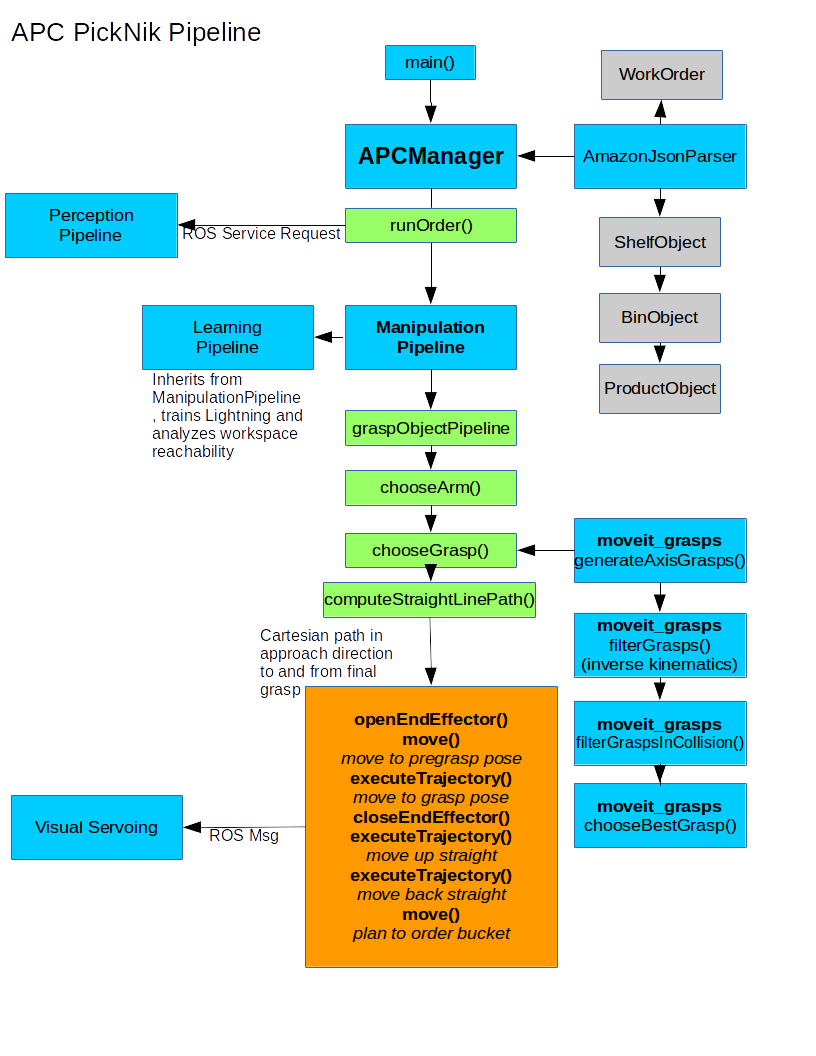 APC PickNik Pipeline
main()
WorkOrder
APCManager
AmazonJsonParser
Perception
Pipeline
ROS Service Request
runOrder()
ShelfObject
BinObject
ProductObject
Learning
Pipeline
Manipulation
Pipeline
Inherits from
ManipulationPipeline
, trains Lightning and
analyzes workspace
reachability
graspObjectPipeline
chooseArm()
chooseGrasp()
computeStraightLinePath()
Cartesian path in
approach direction
to and from final
grasp
moveit_grasps
generateAxisGrasps()
moveit_grasps
filterGrasps()
(inverse kinematics)
moveit_grasps
filterGraspsInCollision()
moveit_grasps
chooseBestGrasp()
openEndEffector()
move()
move to pregrasp pose
executeTrajectory()
move to grasp pose
closeEndEffector()
executeTrajectory()
move up straight
executeTrajectory()
move back straight
move()
plan to order bucket
Visual Servoing
ROS Msg